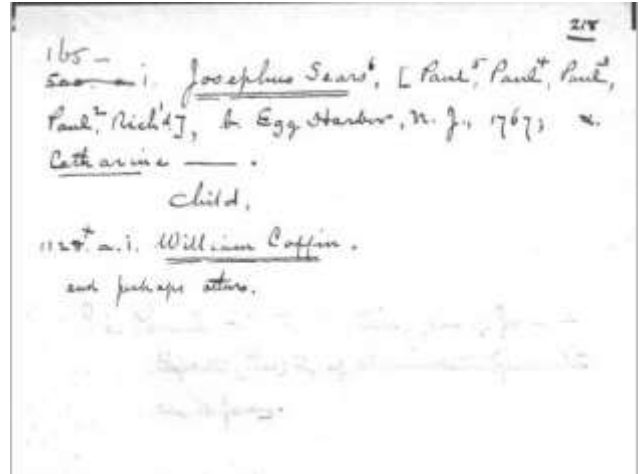 218
165 -
500. a i. Josephus Sears⁶, [Paul⁵, Paul⁴, Paul³,
Paul², Rich'd], b. Egg Harbor, N. J., 1767; m.
Catharine ——.
Child,
1128⁺. a.i. William Coffin.
and perhaps others.